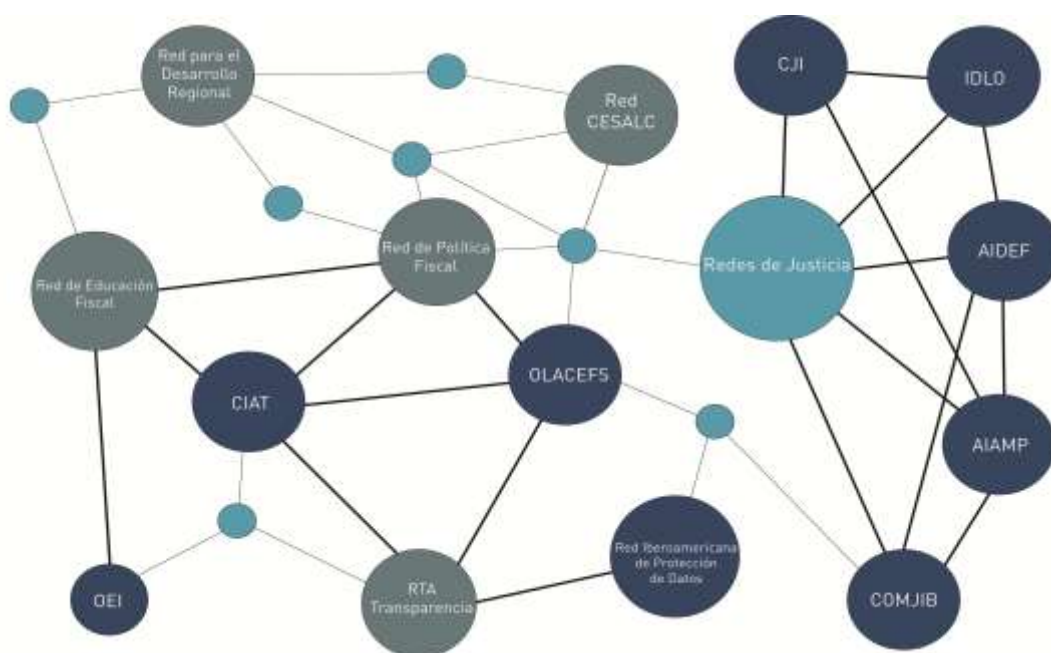 Red para el
Desarrollo
Regional
Red
CESALC
CJI
IDLO
Red de Política
Fiscal
Redes de Justicia
AIDEF
Red de Educación
Fiscal
OLACEFS
CIAT
AIAMP
Red Iberoamericana
de Protección
de Datos
OEI
RTA
Transparencia
COMJIB